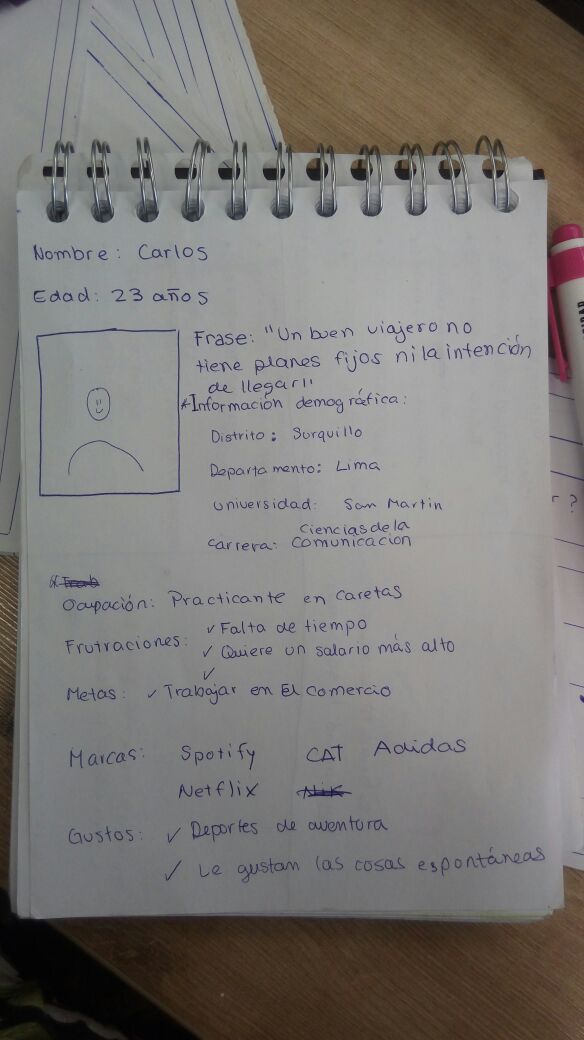 Nombre: Carlos
Edad: 23 años
Frase: "Un buen viajero no
tiene planes fijos ni la intención
de llegar"
*Información demográfica:
Distrito: Surquillo
Departamento: Lima
Universidad: San Martin
Carrera: Ciencias de la
Comunicacion
Ocupación: Practicante en Caretas
Frutraciones: ✓ Falta de tiempo
✓ Quiere un salario más alto
✓
Metas: ✓ Trabajar en El Comercio
Marcas: Spotify CAT Adidas
Netflix
Gustos: ✓ Deportes de aventura
✓ Le gustan las cosas espontáneas